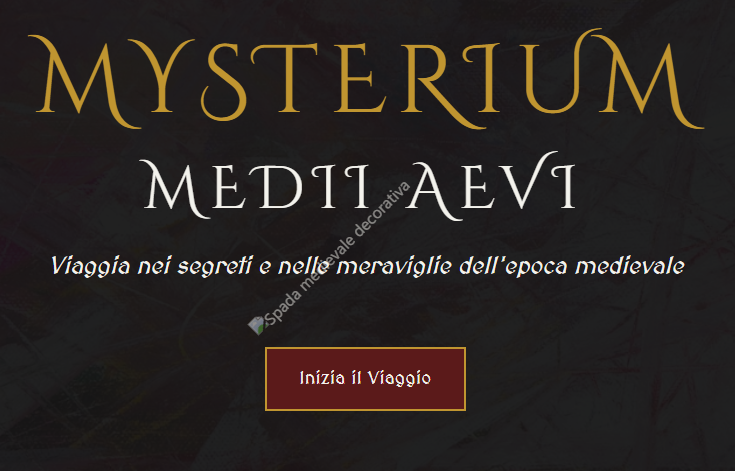 MYSTERIUM
MEDII AEVI
Spada medievale decorativa
Viaggia nei segreti e nelle meraviglie dell'epoca medievale
Inizia il Viaggio